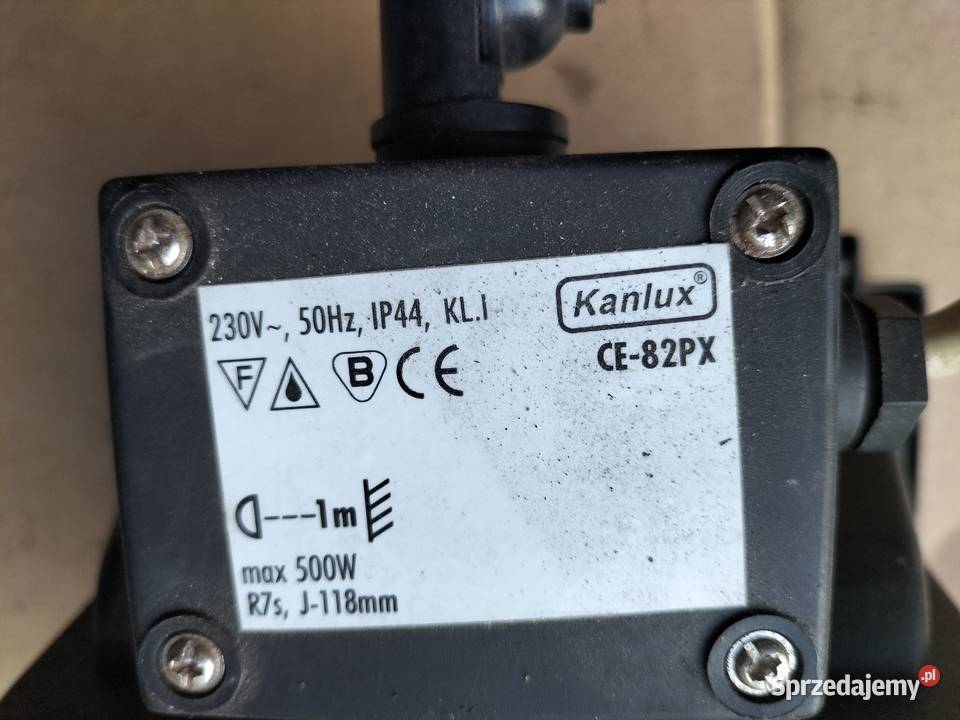 230V~, 50Hz, IP44, KL.I
Kanlux®
CE-82PX
F B CE
1m
max 500W
R7s, J-118mm
sprzedajemy.pl